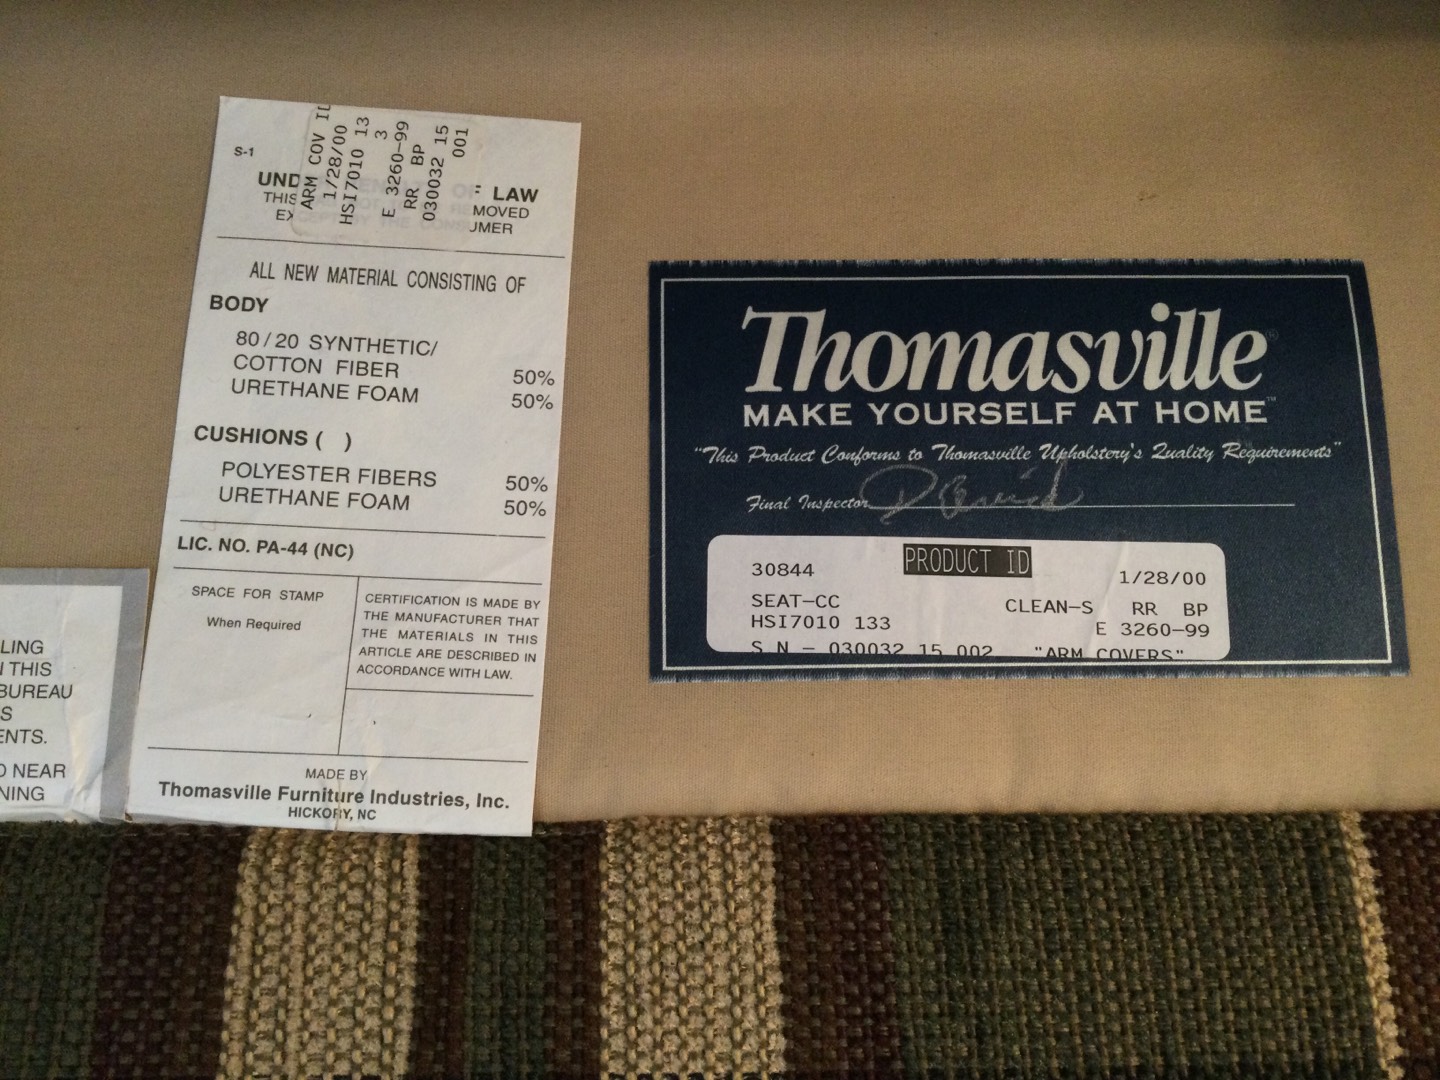 S-1
ARM COV
1/28/00
HSI7010 13
3
E 3260-99
RR BP
030032 15
001
LAW
MOVED
UMER
ALL NEW MATERIAL CONSISTING OF
BODY
80/20 SYNTHETIC/
COTTON FIBER 50%
URETHANE FOAM 50%
CUSHIONS ( )
POLYESTER FIBERS 50%
URETHANE FOAM 50%
LIC. NO. PA-44 (NC)
SPACE FOR STAMP
When Required
CERTIFICATION IS MADE BY
THE MANUFACTURER THAT
THE MATERIALS IN THIS
ARTICLE ARE DESCRIBED IN
ACCORDANCE WITH LAW.
MADE BY
Thomasville Furniture Industries, Inc.
HICKORY, NC
LING
THIS
BUREAU
S
ENTS.
NEAR
NING
Thomasville®
MAKE YOURSELF AT HOME™
"This Product Conforms to Thomasville Upholstery's Quality Requirements"
Final Inspector
PRODUCT ID
30844 1/28/00
SEAT-CC CLEAN-S RR BP
HSI7010 133 E 3260-99
S N - 030032 15 002 "ARM COVERS"